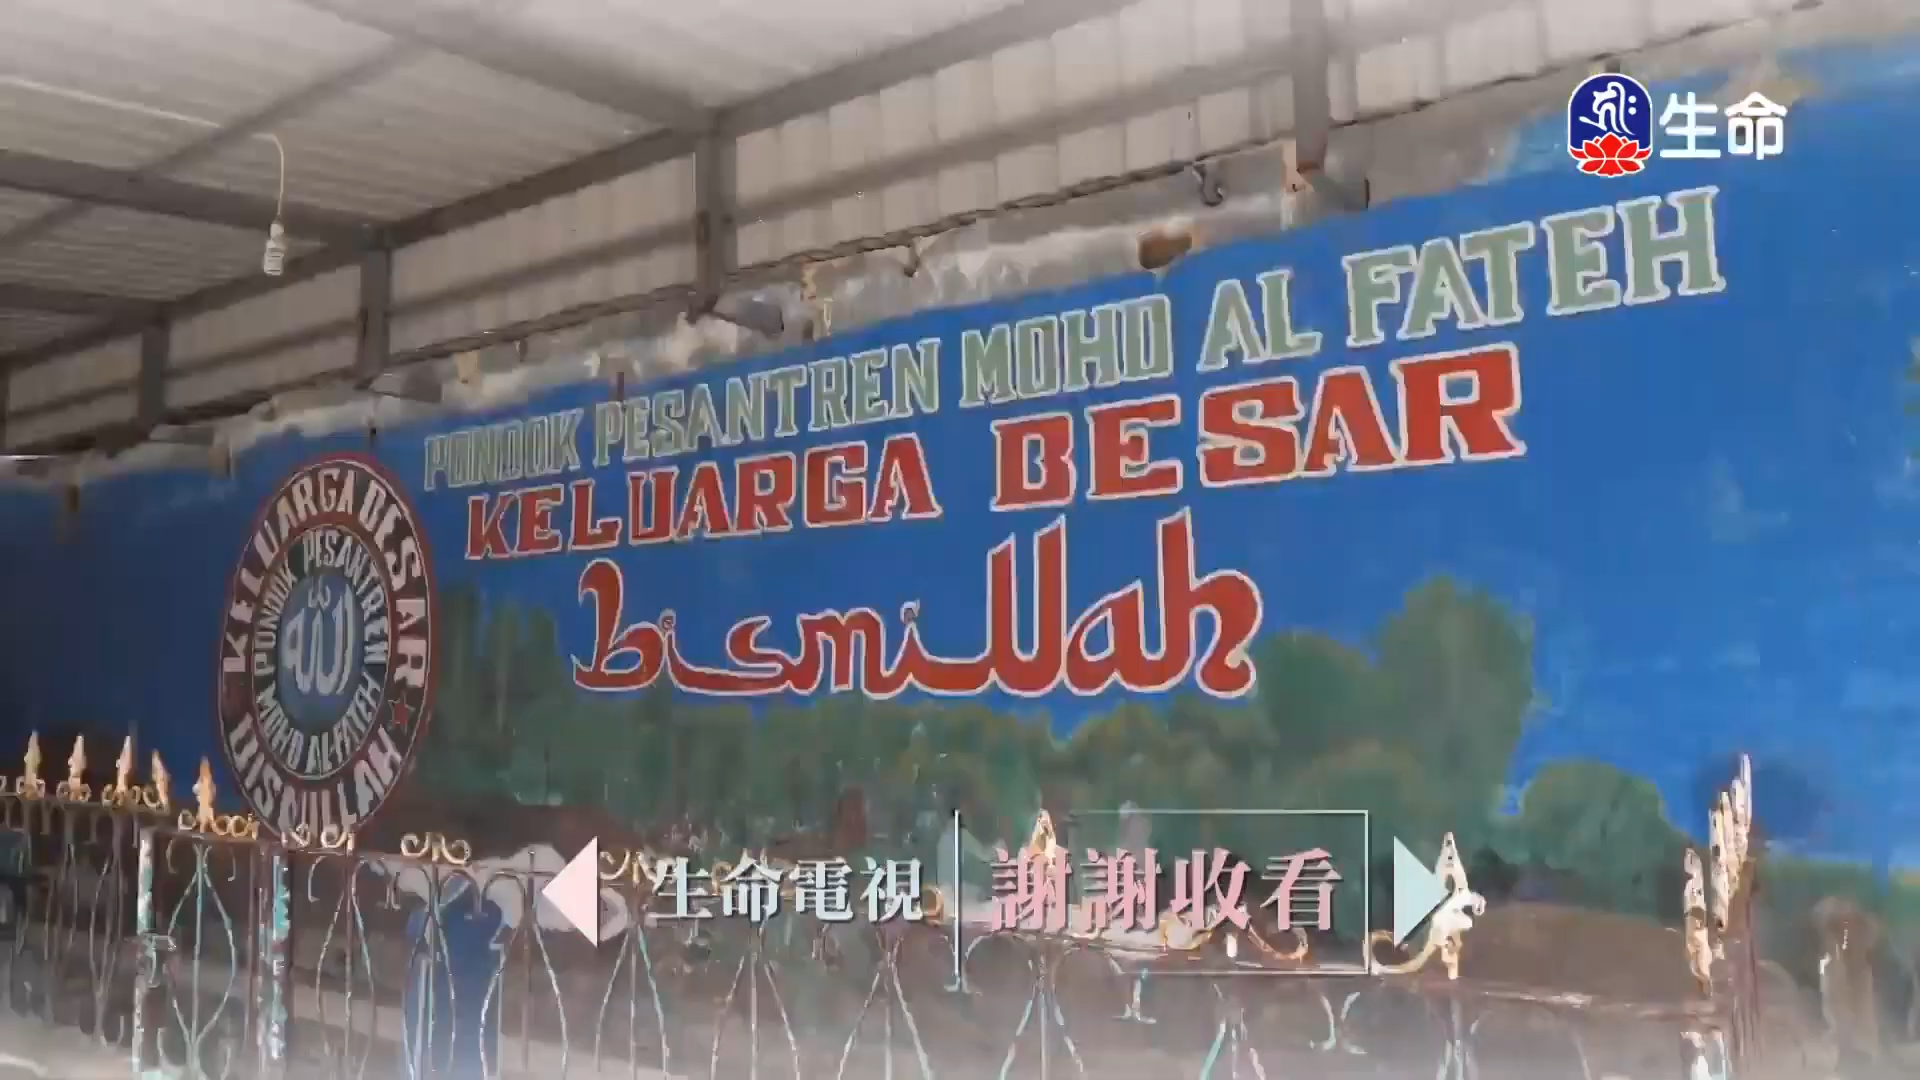 生命
PONDOK PESANTREN MOHD AL FATEH
KELUARGA BESAR
bismillah
KELUARGA BESAR
BISMILLAH
PONDOK PESANTREN
MOHD AL-FATEH
الله
生命電視
謝謝收看